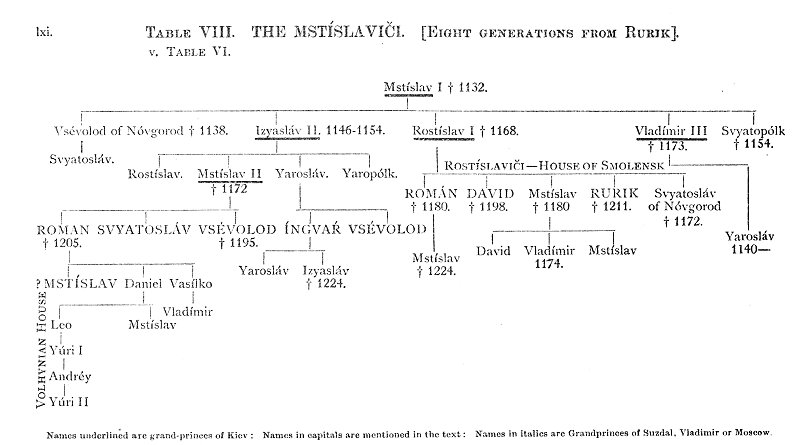 lxi. TABLE VIII. THE MSTÍSLAVIČI. [EIGHT GENERATIONS FROM RURIK].
v. TABLE VI.
Mstíslav I † 1132.
Vsévolod of Nóvgorod † 1138. Izyasláv II, 1146-1154. Rostíslav I † 1168. Vladímir III † 1173. Svyatopólk † 1154.
Svyatosláv.
ROSTÍSLAVIČI—HOUSE OF SMOLENSK
Rostíslav. Mstíslav II † 1172 Yarosláv. Yaropólk.
ROMÁN † 1180. DAVID † 1198. Mstíslav † 1180 RURIK † 1211. Svyatosláv of Nóvgorod † 1172.
ROMAN † 1205. SVYATOSLÁV VSÉVOLOD † 1195. ÍNGVAŘ VSÉVOLOD
Yarosláv 1140—
Yarosláv Izyasláv † 1224.
Mstíslav † 1224.
David Vladímir 1174. Mstíslav
? MSTÍSLAV Daniel Vasílko
Leo Mstíslav Vladímir
Yúri I
Andréy
Yúri II
VOLHYNIAN HOUSE
Names underlined are grand-princes of Kiev: Names in capitals are mentioned in the text: Names in italics are Grandprinces of Suzdal, Vladimir or Moscow.